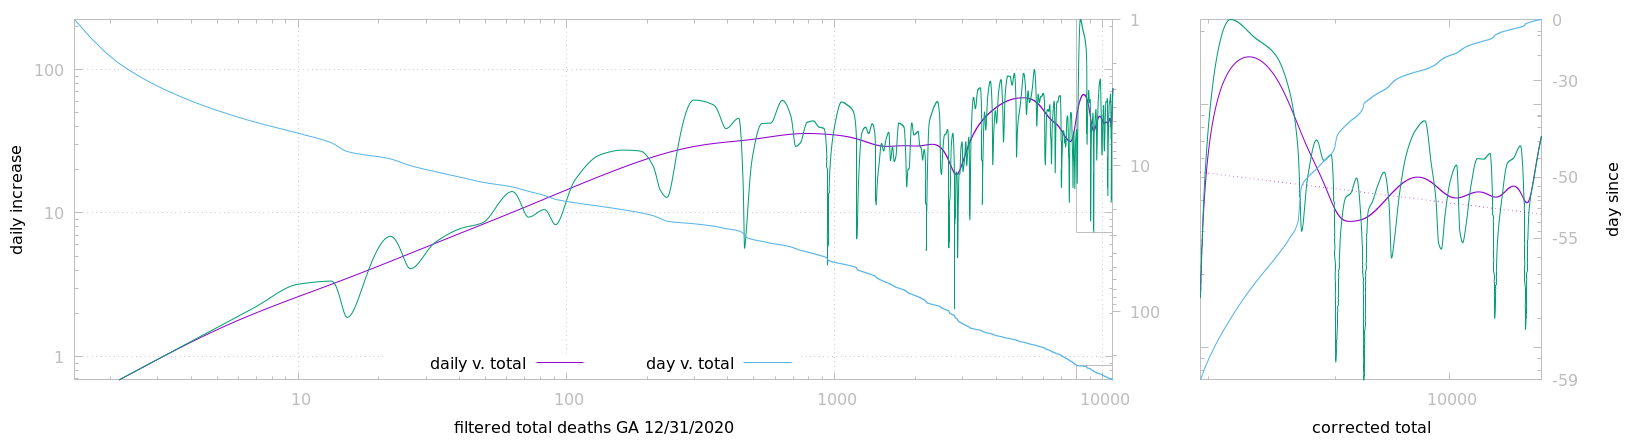 100
10
1
daily increase
daily v. total
day v. total
1
10
100
10
100
1000
10000
filtered total deaths GA 12/31/2020
0
-30
-50
-55
-59
day since
10000
corrected total